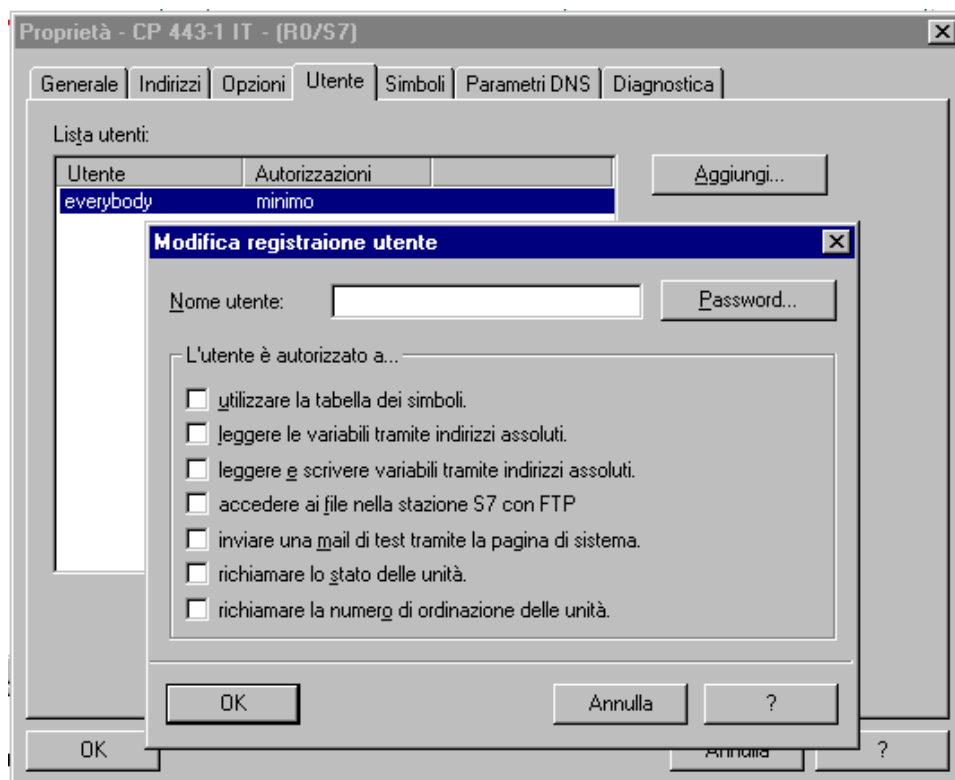 Proprietà - CP 443-1 IT - (R0/S7)
Generale Indirizzi Opzioni Utente Simboli Parametri DNS Diagnostica
Lista utenti:
Utente Autorizzazioni
Aggiungi...
everybody minimo
Modifica registraione utente
Nome utente:
Password...
L'utente è autorizzato a...
utilizzare la tabella dei simboli.
leggere le variabili tramite indirizzi assoluti.
leggere e scrivere variabili tramite indirizzi assoluti.
accedere ai file nella stazione S7 con FTP
inviare una mail di test tramite la pagina di sistema.
richiamare lo stato delle unità.
richiamare la numero di ordinazione delle unità.
OK Annulla ?
OK Annulla ?